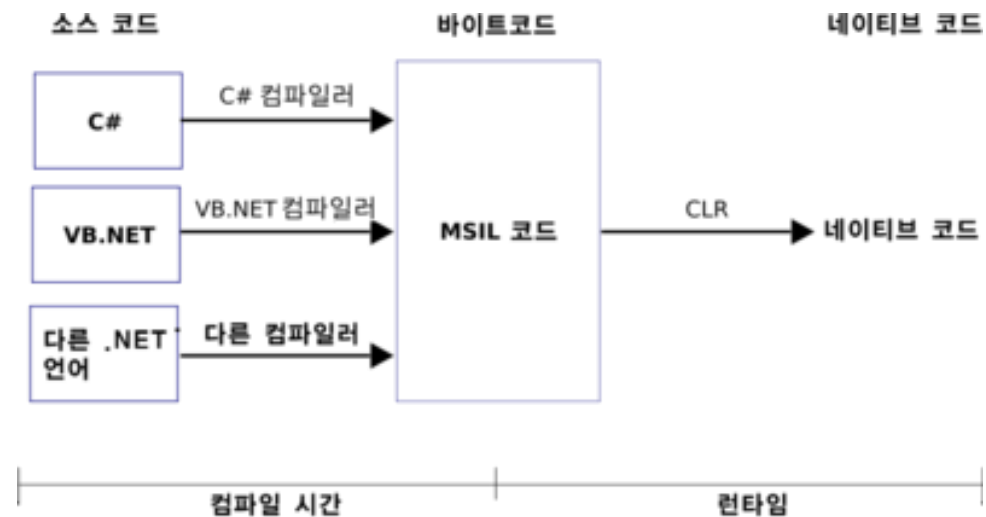 소스 코드
바이트코드
네이티브 코드
C#
C# 컴파일러
VB.NET
VB.NET 컴파일러
MSIL 코드
CLR
네이티브 코드
다른 .NET
언어
다른 컴파일러
컴파일 시간
런타임